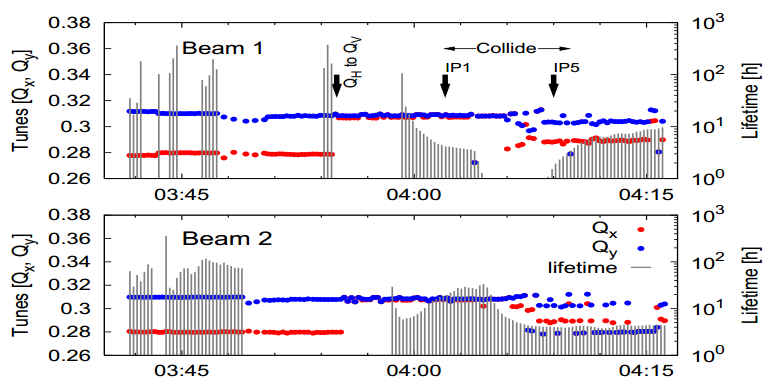 0.38
0.36
0.34
0.32
0.3
0.28
0.26
Tunes [Qx, Qy]
Beam 1
QH to QV
Collide
IP1
IP5
10³
10²
10¹
10⁰
Lifetime [h]
03:45
04:00
04:15
0.38
0.36
0.34
0.32
0.3
0.28
0.26
Tunes [Qx, Qy]
Beam 2
Qx
Qy
lifetime
10³
10²
10¹
10⁰
Lifetime [h]
03:45
04:00
04:15